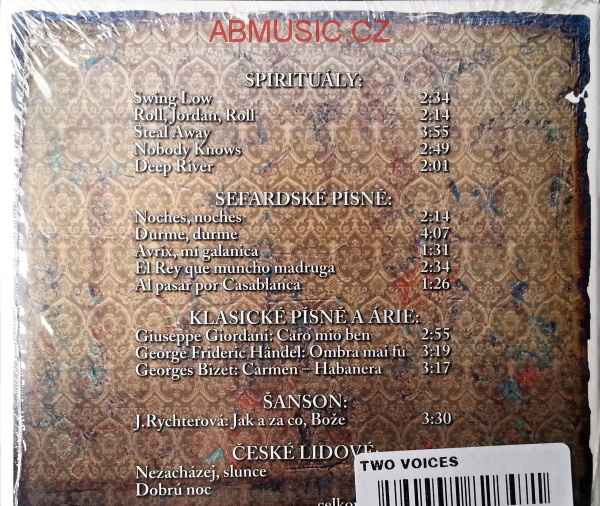 ABMUSIC CZ
SPIRITUÁLY:
Swing Low 2:34
Roll, Jordan, Roll 2:14
Steal Away 3:55
Nobody Knows 2:49
Deep River 2:01
SEFARDSKÉ PÍSNĚ:
Noches, noches 2:14
Durme, durme 4:07
Avrix, mi galanica 1:31
El Rey que muncho madruga 2:34
Al pasar por Casablanca 1:26
KLASICKÉ PÍSNĚ A ÁRIE:
Giuseppe Giordani: Caro mio ben 2:55
George Frideric Händel: Ombra mai fu 3:19
Georges Bizet: Carmen – Habanera 3:17
ŠANSON:
J.Rychterová: Jak a za co, Bože 3:30
ČESKÉ LIDOVÉ:
Nezacházej, slunce
Dobrú noc
TWO VOICES